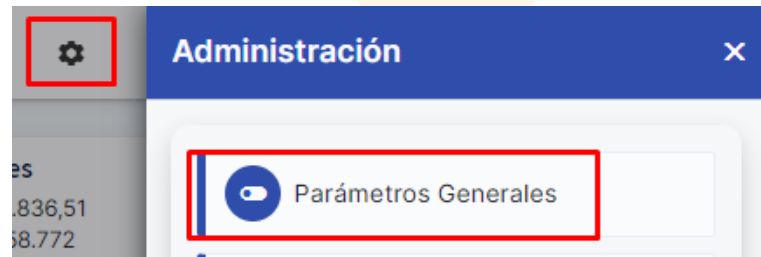 Administración
es
.836,51
58.772
Parámetros Generales